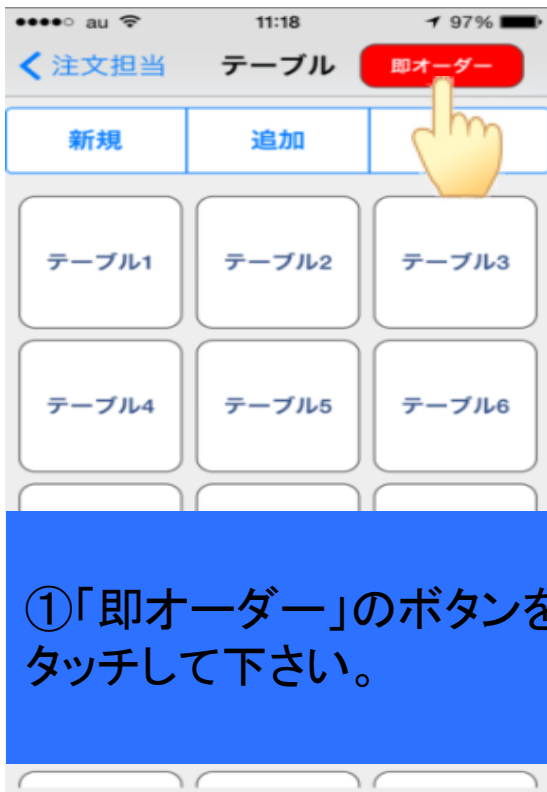 au 11:18 97%
注文担当 テーブル 即オーダー
新規 追加
テーブル1 テーブル2 テーブル3
テーブル4 テーブル5 テーブル6
①「即オーダー」のボタンを
タッチして下さい。